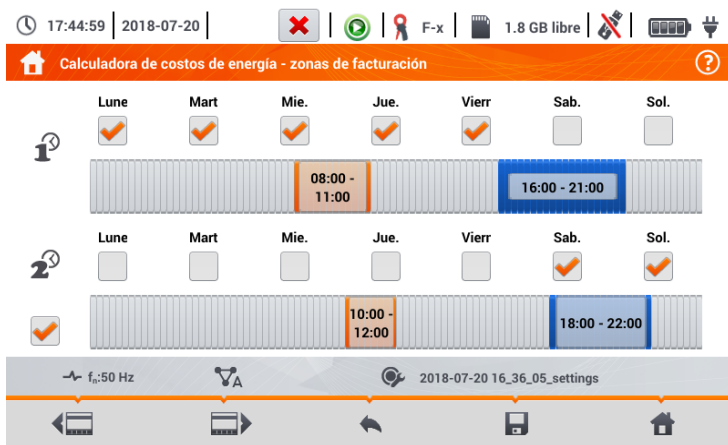 17:44:59 2018-07-20 F-x 1.8 GB libre
Calculadora de costos de energía - zonas de facturación ?
Lune Mart Mie. Jue. Vierr Sab. Sol.
1
08:00 -
11:00
16:00 - 21:00
Lune Mart Mie. Jue. Vierr Sab. Sol.
2
10:00 -
12:00
18:00 - 22:00
fn:50 Hz A 2018-07-20 16_36_05_settings